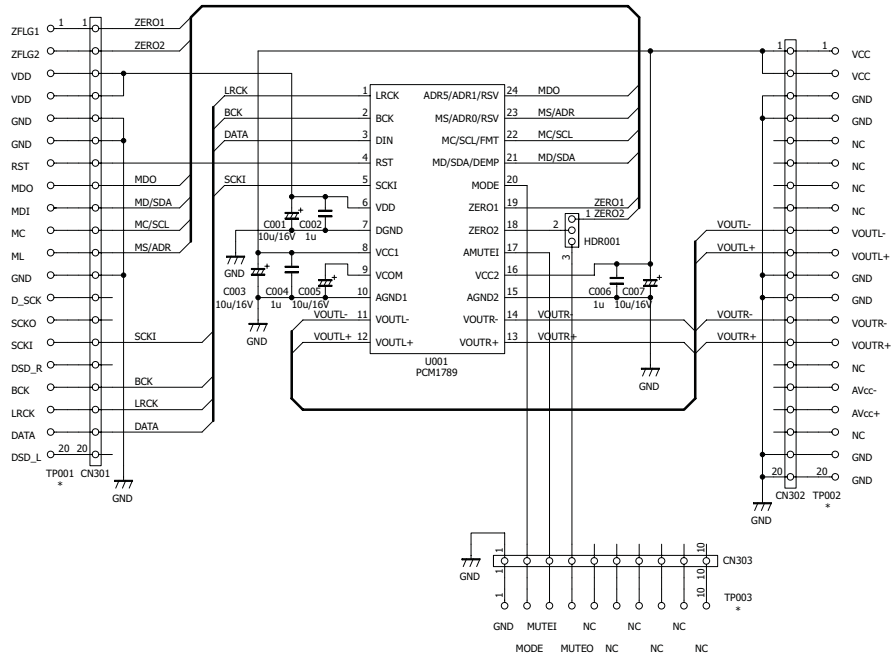 ZFLG1 1 1 ZERO1
ZFLG2 ZERO2
VDD
VDD
GND
GND
RST
MDO MDO
MDI MD/SDA
MC MC/SCL
ML MS/ADR
GND
D_SCK
SCKO
SCKI SCKI
DSD_R
BCK BCK
LRCK LRCK
DATA DATA
DSD_L 20 20
TP001 CN301
*
GND
LRCK 1 LRCK
BCK 2 BCK
DATA 3 DIN
4 RST
SCKI 5 SCKI
6 VDD
7 DGND
8 VCC1
9 VCOM
10 AGND1
VOUTL- 11 VOUTL-
VOUTL+ 12 VOUTL+
ADR5/ADR1/RSV 24 MDO
MS/ADR0/RSV 23 MS/ADR
MC/SCL/FMT 22 MC/SCL
MD/SDA/DEMP 21 MD/SDA
MODE 20
ZERO1 19 ZERO1
ZERO2 18
AMUTEI 17
VCC2 16
AGND2 15
VOUTR- 14 VOUTR-
VOUTR+ 13 VOUTR+
U001
PCM1789
C001
10u/16V
+
C002
1u
GND
C003
10u/16V
+
C004
1u
C005
10u/16V
+
GND
1 ZERO2
2
3
HDR001
C006
1u
C007
10u/16V
+
GND
VOUTL-
VOUTL+
VOUTR-
VOUTR+
1 1 VCC
VCC
GND
GND
NC
NC
NC
NC
VOUTL-
VOUTL+
GND
GND
VOUTR-
VOUTR+
NC
AVcc-
AVcc+
NC
GND
20 20 GND
CN302 TP002
*
GND
GND
1 10
CN303
1 10
TP003
*
1 10
GND MUTEI NC NC NC
MODE MUTEO NC NC NC